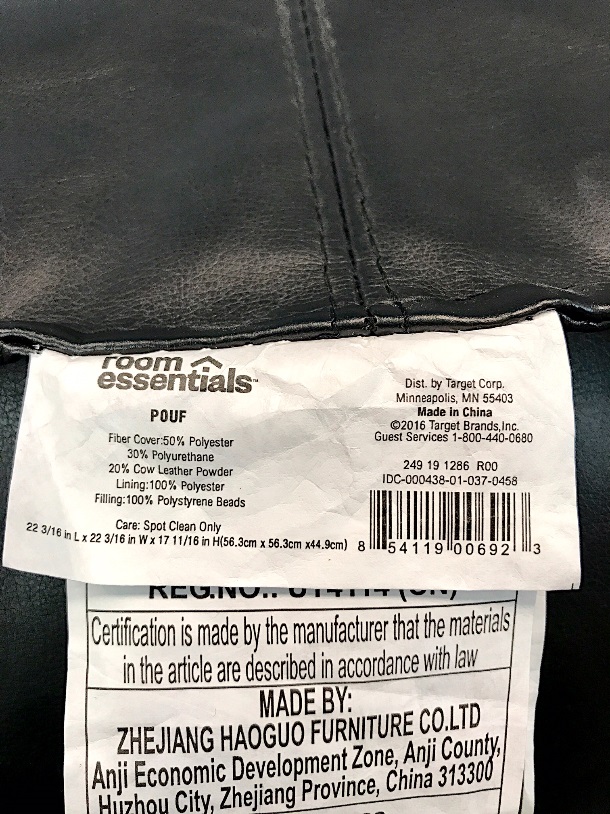 room
essentials™
POUF
Fiber Cover:50% Polyester
30% Polyurethane
20% Cow Leather Powder
Lining:100% Polyester
Filling:100% Polystyrene Beads
Care: Spot Clean Only
22 3/16 in L x 22 3/16 in W x 17 11/16 in H(56.3cm x 56.3cm x44.9cm)
Dist. by Target Corp.
Minneapolis, MN 55403
Made in China
©2016 Target Brands,Inc.
Guest Services 1-800-440-0680
249 19 1286 R00
IDC-000438-01-037-0458
8 54119 00692 3
REG.NO.:
Certification is made by the manufacturer that the materials
in the article are described in accordance with law
MADE BY:
ZHEJIANG HAOGUO FURNITURE CO.LTD
Anji Economic Development Zone, Anji County,
Huzhou City, Zhejiang Province, China 313300